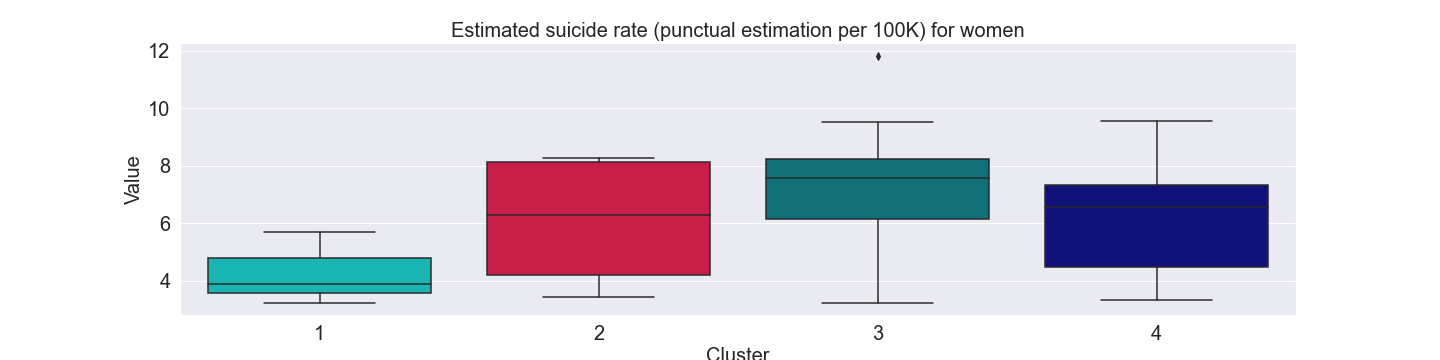 Estimated suicide rate (punctual estimation per 100K) for women
12
10
8
6
4
Value
1 2 3 4
Cluster